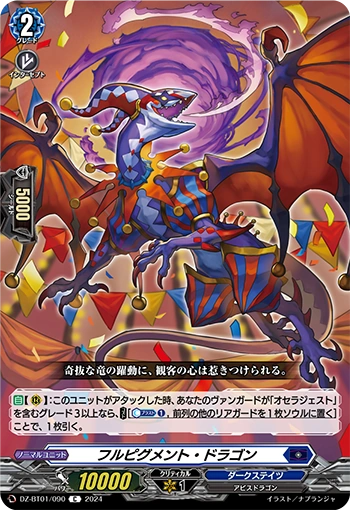 2
グレード
インターセプト
シールド
5000
奇抜な竜の躍動に、観客の心は惹きつけられる。
自【R】:このユニットがアタックした時、あなたのヴァンガードが「オセラジェスト」
を含むグレード3以上なら、【CBブラスト1, 前列の他のリアガードを1枚ソウルに置く】
ことで、1枚引く。
ノーマルユニット
フルピグメント・ドラゴン
パワー
10000
クリティカル
1
ダークステイツ
アビスドラゴン
DZ-BT01/090 C 2024
イラスト/ナブランジャ